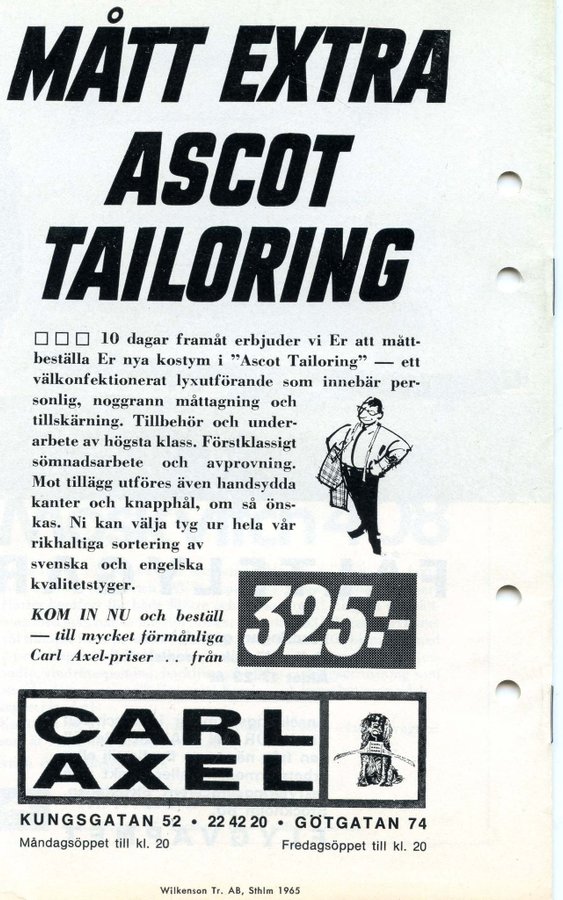 MÅTT EXTRA
ASCOT
TAILORING
□ □ □ 10 dagar framåt erbjuder vi Er att mått-
beställa Er nya kostym i ”Ascot Tailoring” — ett
välkonfektionerat lyxutförande som innebär per-
sonlig, noggrann måttagning och
tillskärning. Tillbehör och under-
arbete av högsta klass. Förstklassigt
sömnadsarbete och avprovning.
Mot tillägg utföres även handsydda
kanter och knapphål, om så öns-
kas. Ni kan välja tyg ur hela vår
rikhaltiga sortering av
svenska och engelska
kvalitetstyger.
KOM IN NU och beställ
— till mycket förmånliga
Carl Axel-priser . . från
325:-
CARL
AXEL
KUNGSGATAN 52 • 22 42 20 • GÖTGATAN 74
Måndagsöppet till kl. 20 Fredagsöppet till kl. 20
Wilkenson Tr. AB, Sthlm 1965